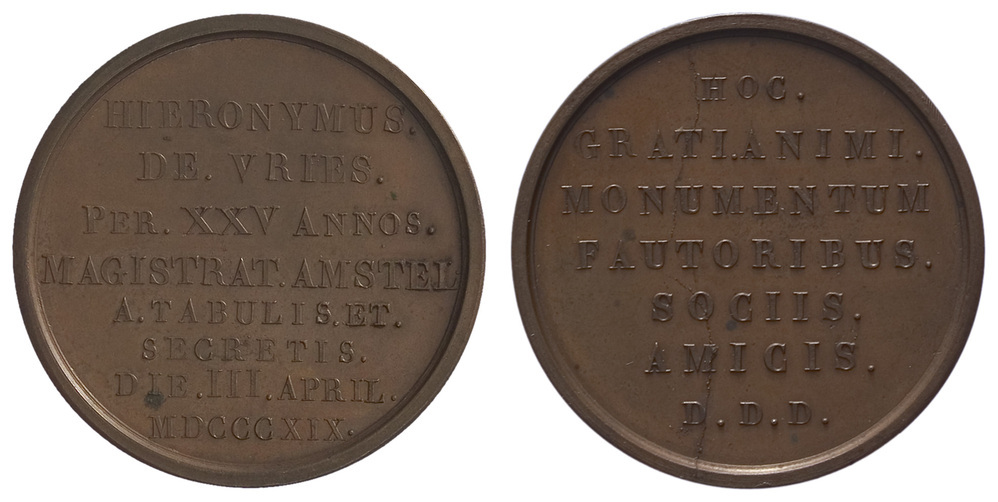 HIERONYMUS.
DE. VRIES.
PER. XXV ANNOS.
MAGISTRAT. AMSTEL
A. TABULIS. ET.
SECRETIS.
DIE. III. APRIL.
MDCCCXIX.
HOC.
GRATI. ANIMI.
MONUMENTUM
FAUTORIBUS.
SOCIIS.
AMICIS.
D. D. D.